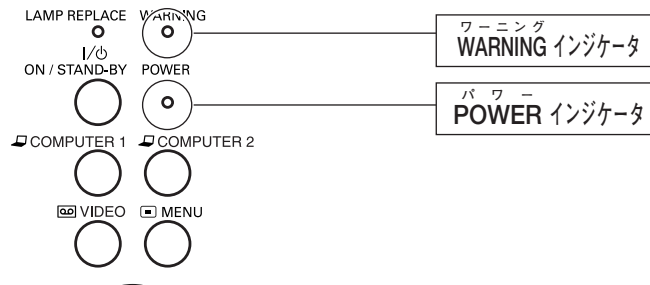 LAMP REPLACE WARNING
I/⏻
ON / STAND-BY POWER
COMPUTER 1 COMPUTER 2
VIDEO MENU
ワーニング
WARNING インジケータ
パワー
POWER インジケータ